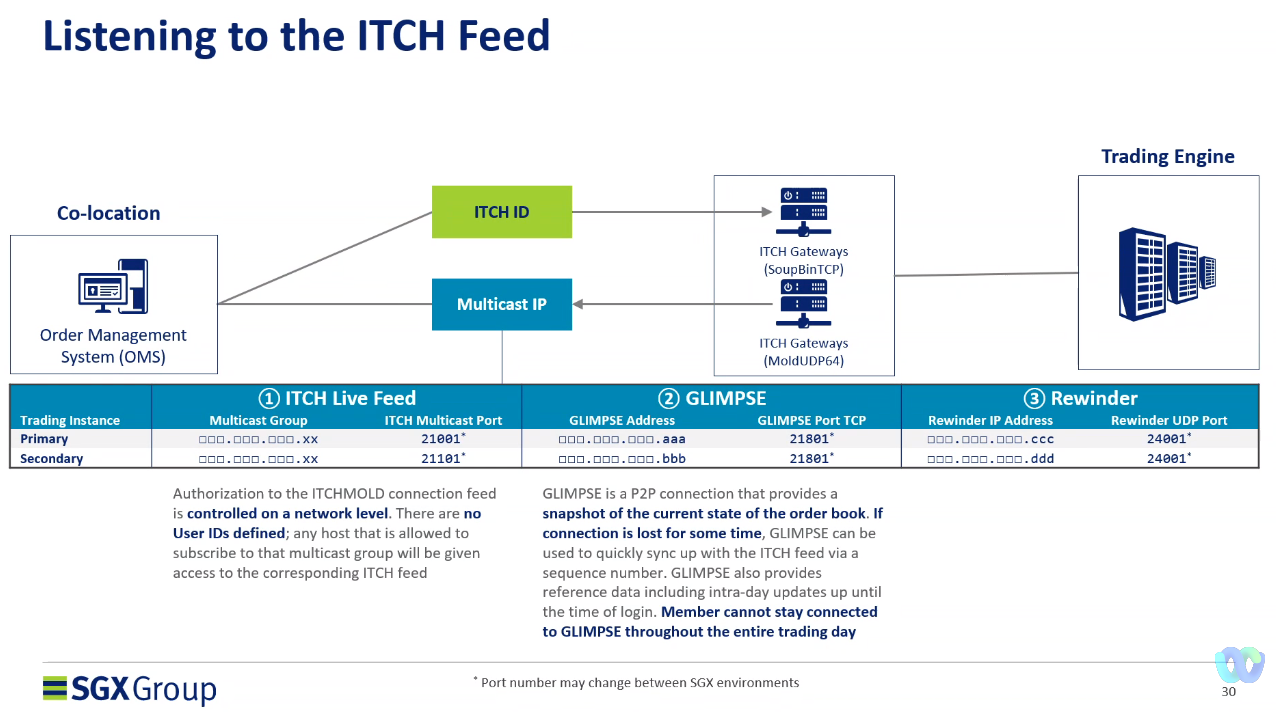 Listening to the ITCH Feed
Trading Engine
Co-location
ITCH ID
ITCH Gateways
(SoupBinTCP)
Multicast IP
Order Management
System (OMS)
ITCH Gateways
(MoldUDP64)
① ITCH Live Feed ② GLIMPSE ③ Rewinder
Trading Instance Multicast Group ITCH Multicast Port GLIMPSE Address GLIMPSE Port TCP Rewinder IP Address Rewinder UDP Port
Primary □□□.□□□.□□□.xx 21001* □□□.□□□.□□□.aaa 21801* □□□.□□□.□□□.ccc 24001*
Secondary □□□.□□□.□□□.xx 21101* □□□.□□□.□□□.bbb 21801* □□□.□□□.□□□.ddd 24001*
Authorization to the ITCHMOLD connection feed
is controlled on a network level. There are no
User IDs defined; any host that is allowed to
subscribe to that multicast group will be given
access to the corresponding ITCH feed
GLIMPSE is a P2P connection that provides a
snapshot of the current state of the order book. If
connection is lost for some time, GLIMPSE can be
used to quickly sync up with the ITCH feed via a
sequence number. GLIMPSE also provides
reference data including intra-day updates up until
the time of login. Member cannot stay connected
to GLIMPSE throughout the entire trading day
SGXGroup
* Port number may change between SGX environments
30